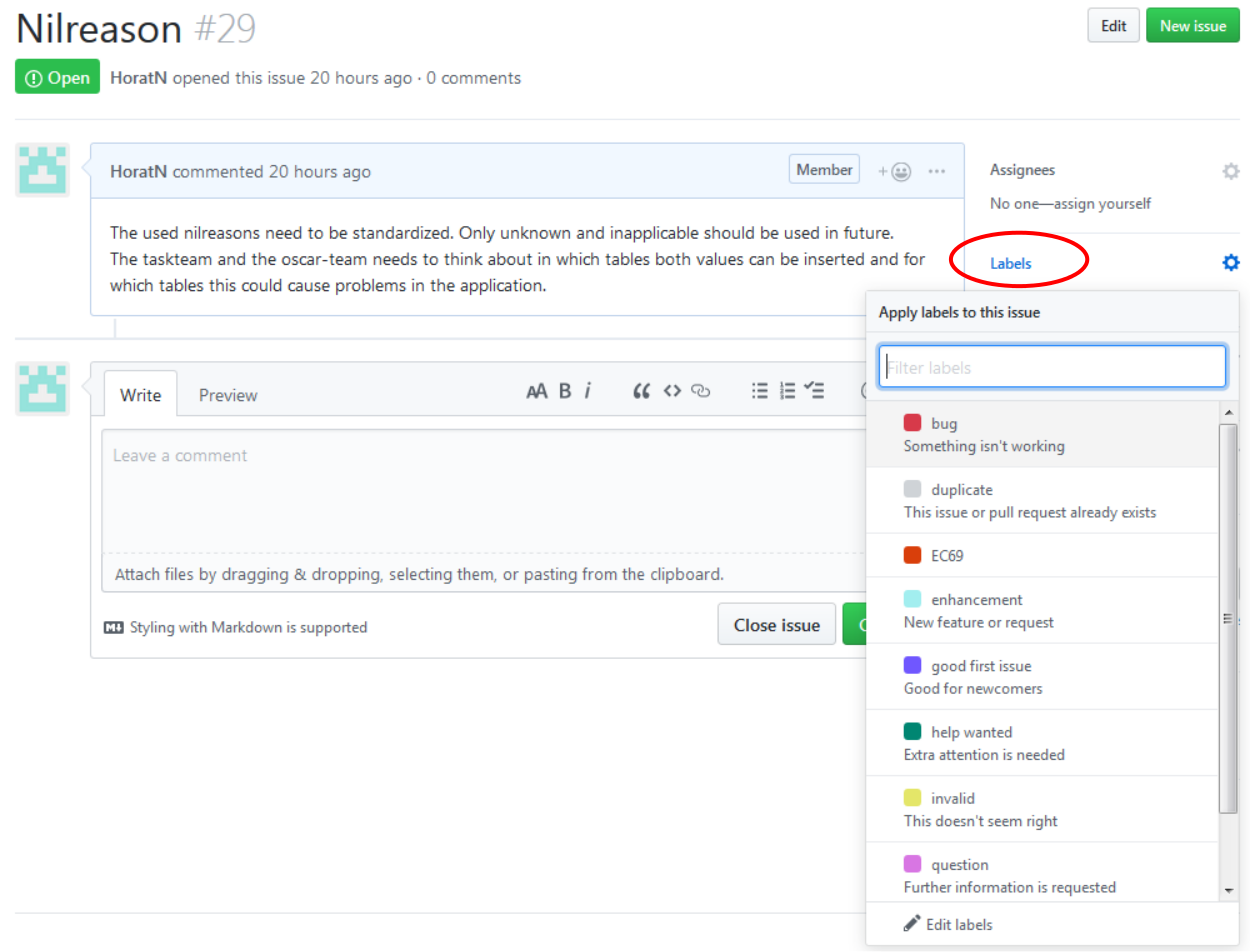 Nilreason #29
Edit
New issue
Open
HoratN opened this issue 20 hours ago · 0 comments
HoratN commented 20 hours ago
Member
The used nilreasons need to be standardized. Only unknown and inapplicable should be used in future.
The taskteam and the oscar-team needs to think about in which tables both values can be inserted and for
which tables this could cause problems in the application.
Assignees
No one—assign yourself
Labels
Apply labels to this issue
Filter labels
bug
Something isn't working
duplicate
This issue or pull request already exists
EC69
enhancement
New feature or request
good first issue
Good for newcomers
help wanted
Extra attention is needed
invalid
This doesn't seem right
question
Further information is requested
Edit labels
Write
Preview
AA B i
Leave a comment
Attach files by dragging & dropping, selecting them, or pasting from the clipboard.
Styling with Markdown is supported
Close issue